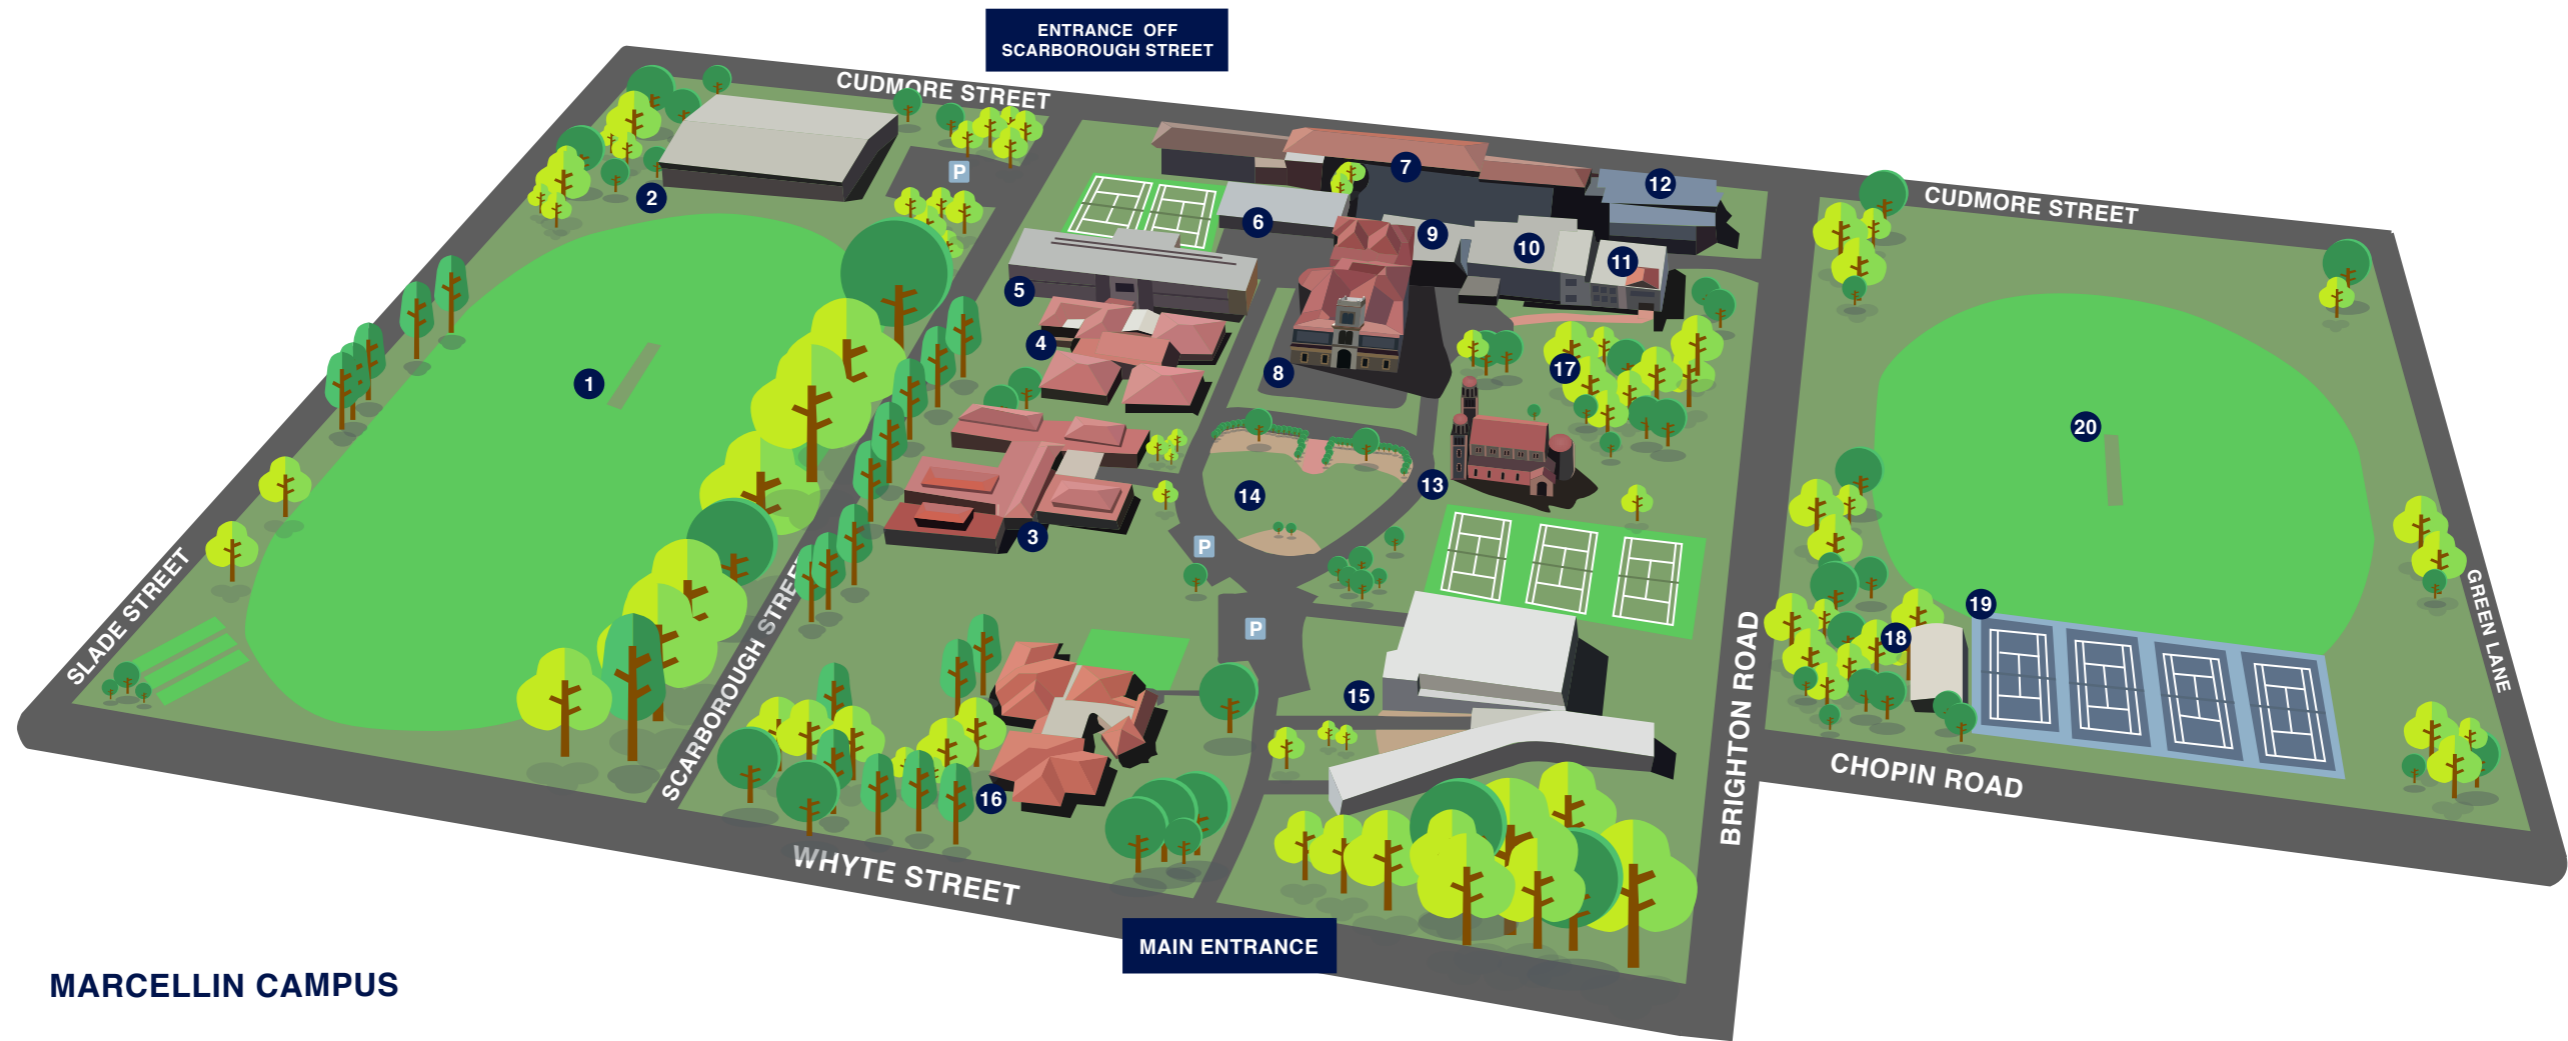 ENTRANCE OFF
SCARBOROUGH STREET
CUDMORE STREET
P
2
7
12
CUDMORE STREET
6
9
10
11
5
4
17
8
1
20
14
13
3
P
19
P
18
SLADE STREET
SCARBOROUGH STREET
GREEN LANE
15
BRIGHTON ROAD
CHOPIN ROAD
16
WHYTE STREET
MAIN ENTRANCE
MARCELLIN CAMPUS